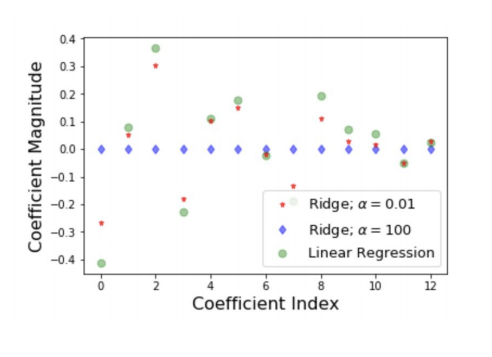 0.4
0.3
0.2
0.1
0.0
−0.1
−0.2
−0.3
−0.4
Coefficient Magnitude
Ridge; α = 0.01
Ridge; α = 100
Linear Regression
0 2 4 6 8 10 12
Coefficient Index